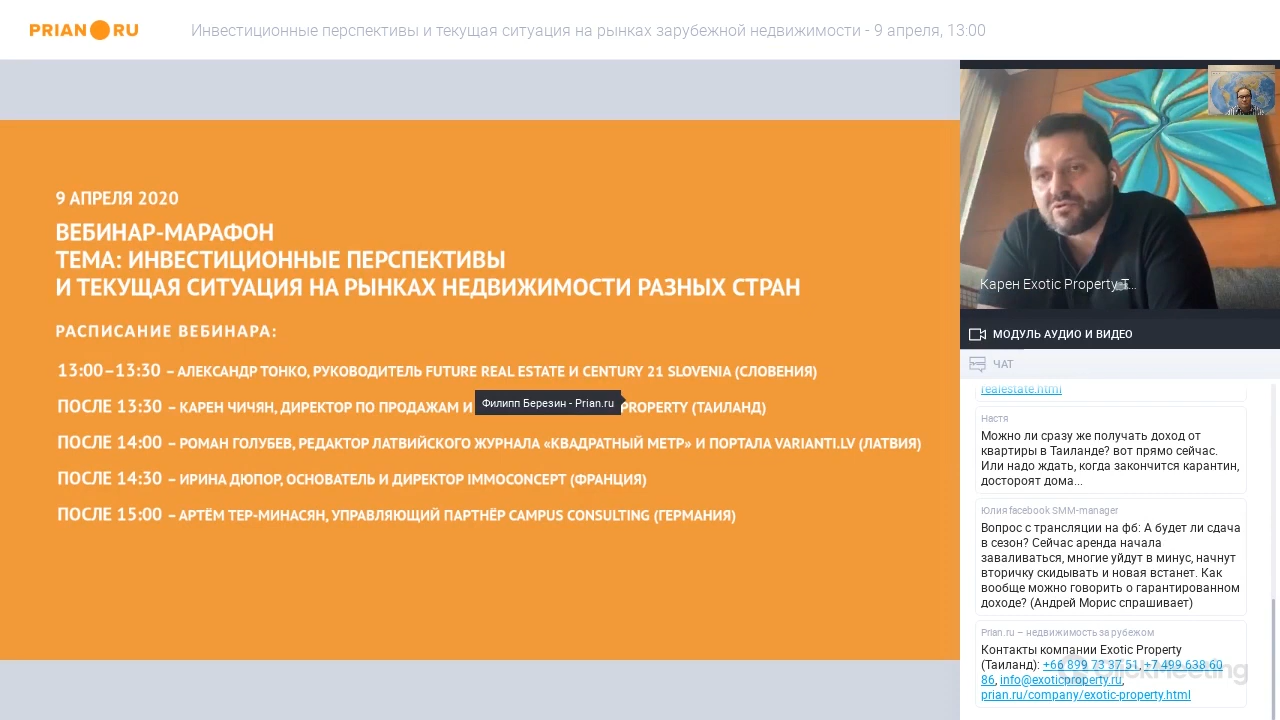 PRIAN RU
Инвестиционные перспективы и текущая ситуация на рынках зарубежной недвижимости - 9 апреля, 13:00
9 АПРЕЛЯ 2020
ВЕБИНАР-МАРАФОН
ТЕМА: ИНВЕСТИЦИОННЫЕ ПЕРСПЕКТИВЫ
И ТЕКУЩАЯ СИТУАЦИЯ НА РЫНКАХ НЕДВИЖИМОСТИ РАЗНЫХ СТРАН
РАСПИСАНИЕ ВЕБИНАРА:
13:00–13:30 – АЛЕКСАНДР ТОНКО, РУКОВОДИТЕЛЬ FUTURE REAL ESTATE И CENTURY 21 SLOVENIA (СЛОВЕНИЯ)
ПОСЛЕ 13:30 – КАРЕН ЧИЧЯН, ДИРЕКТОР ПО ПРОДАЖАМ И PROPERTY (ТАИЛАНД)
Филипп Березин - Prian.ru
ПОСЛЕ 14:00 – РОМАН ГОЛУБЕВ, РЕДАКТОР ЛАТВИЙСКОГО ЖУРНАЛА «КВАДРАТНЫЙ МЕТР» И ПОРТАЛА VARIANTI.LV (ЛАТВИЯ)
ПОСЛЕ 14:30 – ИРИНА ДЮПОР, ОСНОВАТЕЛЬ И ДИРЕКТОР IMMOCONCEPT (ФРАНЦИЯ)
ПОСЛЕ 15:00 – АРТЁМ ТЕР-МИНАСЯН, УПРАВЛЯЮЩИЙ ПАРТНЁР CAMPUS CONSULTING (ГЕРМАНИЯ)
Карен Exotic Property T...
МОДУЛЬ АУДИО И ВИДЕО
ЧАТ
realestate.html
Настя
Можно ли сразу же получать доход от
квартиры в Таиланде? вот прямо сейчас.
Или надо ждать, когда закончится карантин,
достороят дома...
Юлия facebook SMM-manager
Вопрос с трансляции на фб: А будет ли сдача
в сезон? Сейчас аренда начала
заваливаться, многие уйдут в минус, начнут
вторичку скидывать и новая встанет. Как
вообще можно говорить о гарантированном
доходе? (Андрей Морис спрашивает)
Prian.ru – недвижимость за рубежом
Контакты компании Exotic Property
(Таиланд): +66 899 73 37 51, +7 499 638 60
86, info@exoticproperty.ru,
prian.ru/company/exotic-property.html
ClickMeeting